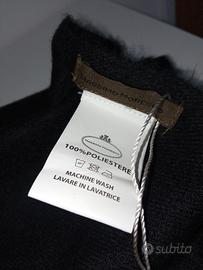 100%POLIESTERE
MACHINE WASH
LAVARE IN LAVATRICE
subito